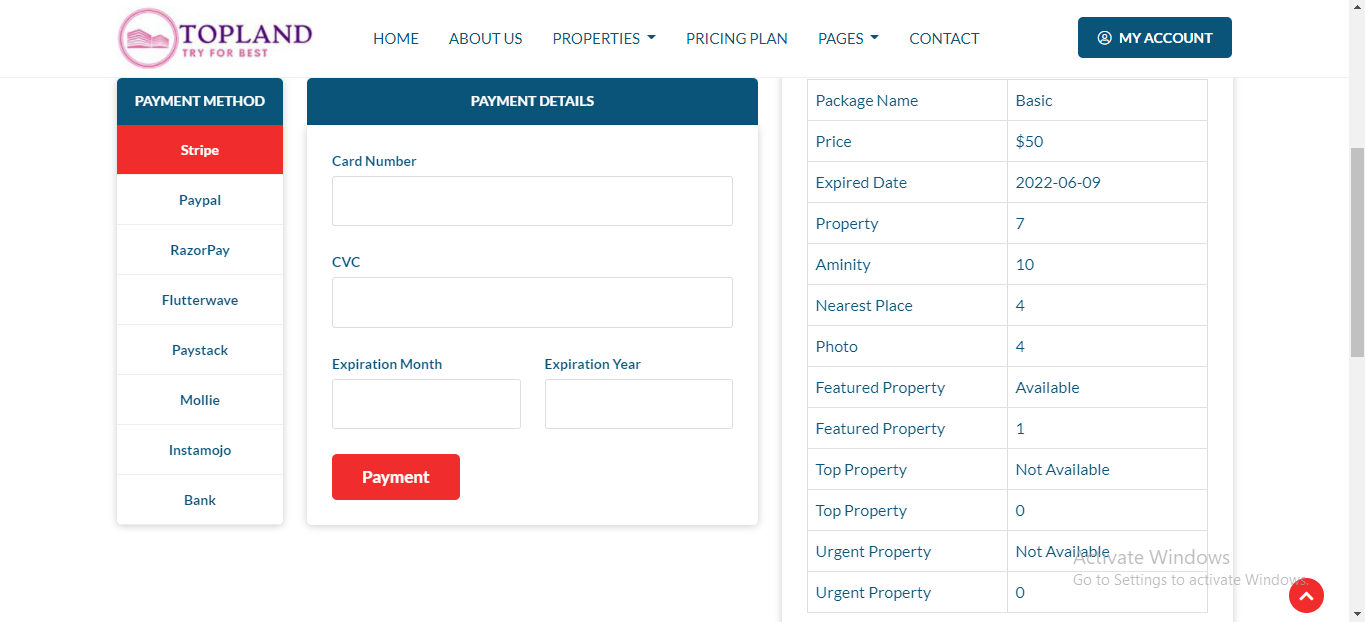 TOPLAND
TRY FOR BEST
HOME ABOUT US PROPERTIES PRICING PLAN PAGES CONTACT MY ACCOUNT
PAYMENT METHOD
Stripe
Paypal
RazorPay
Flutterwave
Paystack
Mollie
Instamojo
Bank
PAYMENT DETAILS
Card Number
CVC
Expiration Month Expiration Year
Payment
Package Name Basic
Price $50
Expired Date 2022-06-09
Property 7
Aminity 10
Nearest Place 4
Photo 4
Featured Property Available
Featured Property 1
Top Property Not Available
Top Property 0
Urgent Property Not Available
Urgent Property 0
Activate Windows
Go to Settings to activate Windows.